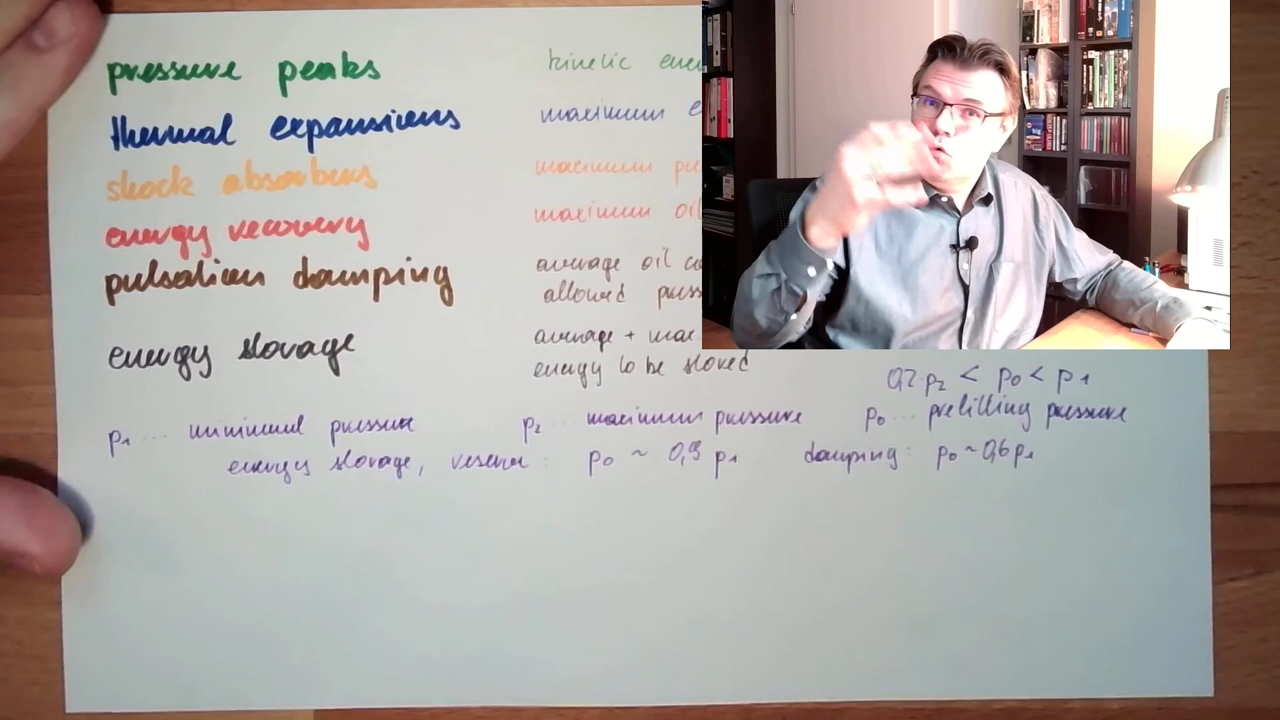 pressure peaks kinetic
thermal expansions maximum
shock absorbers maximum
energy recovery maximum oil
pulsation damping average oil
allowed
energy storage average + max
energy to be stored
0,2 p2 < p0 < p1
p1 ... minimal pressure p2 ... maximum pressure p0 ... prefilling pressure
energy storage, : p0 ~ 0,9 p1 damping: p0 ~ 0,6 p1